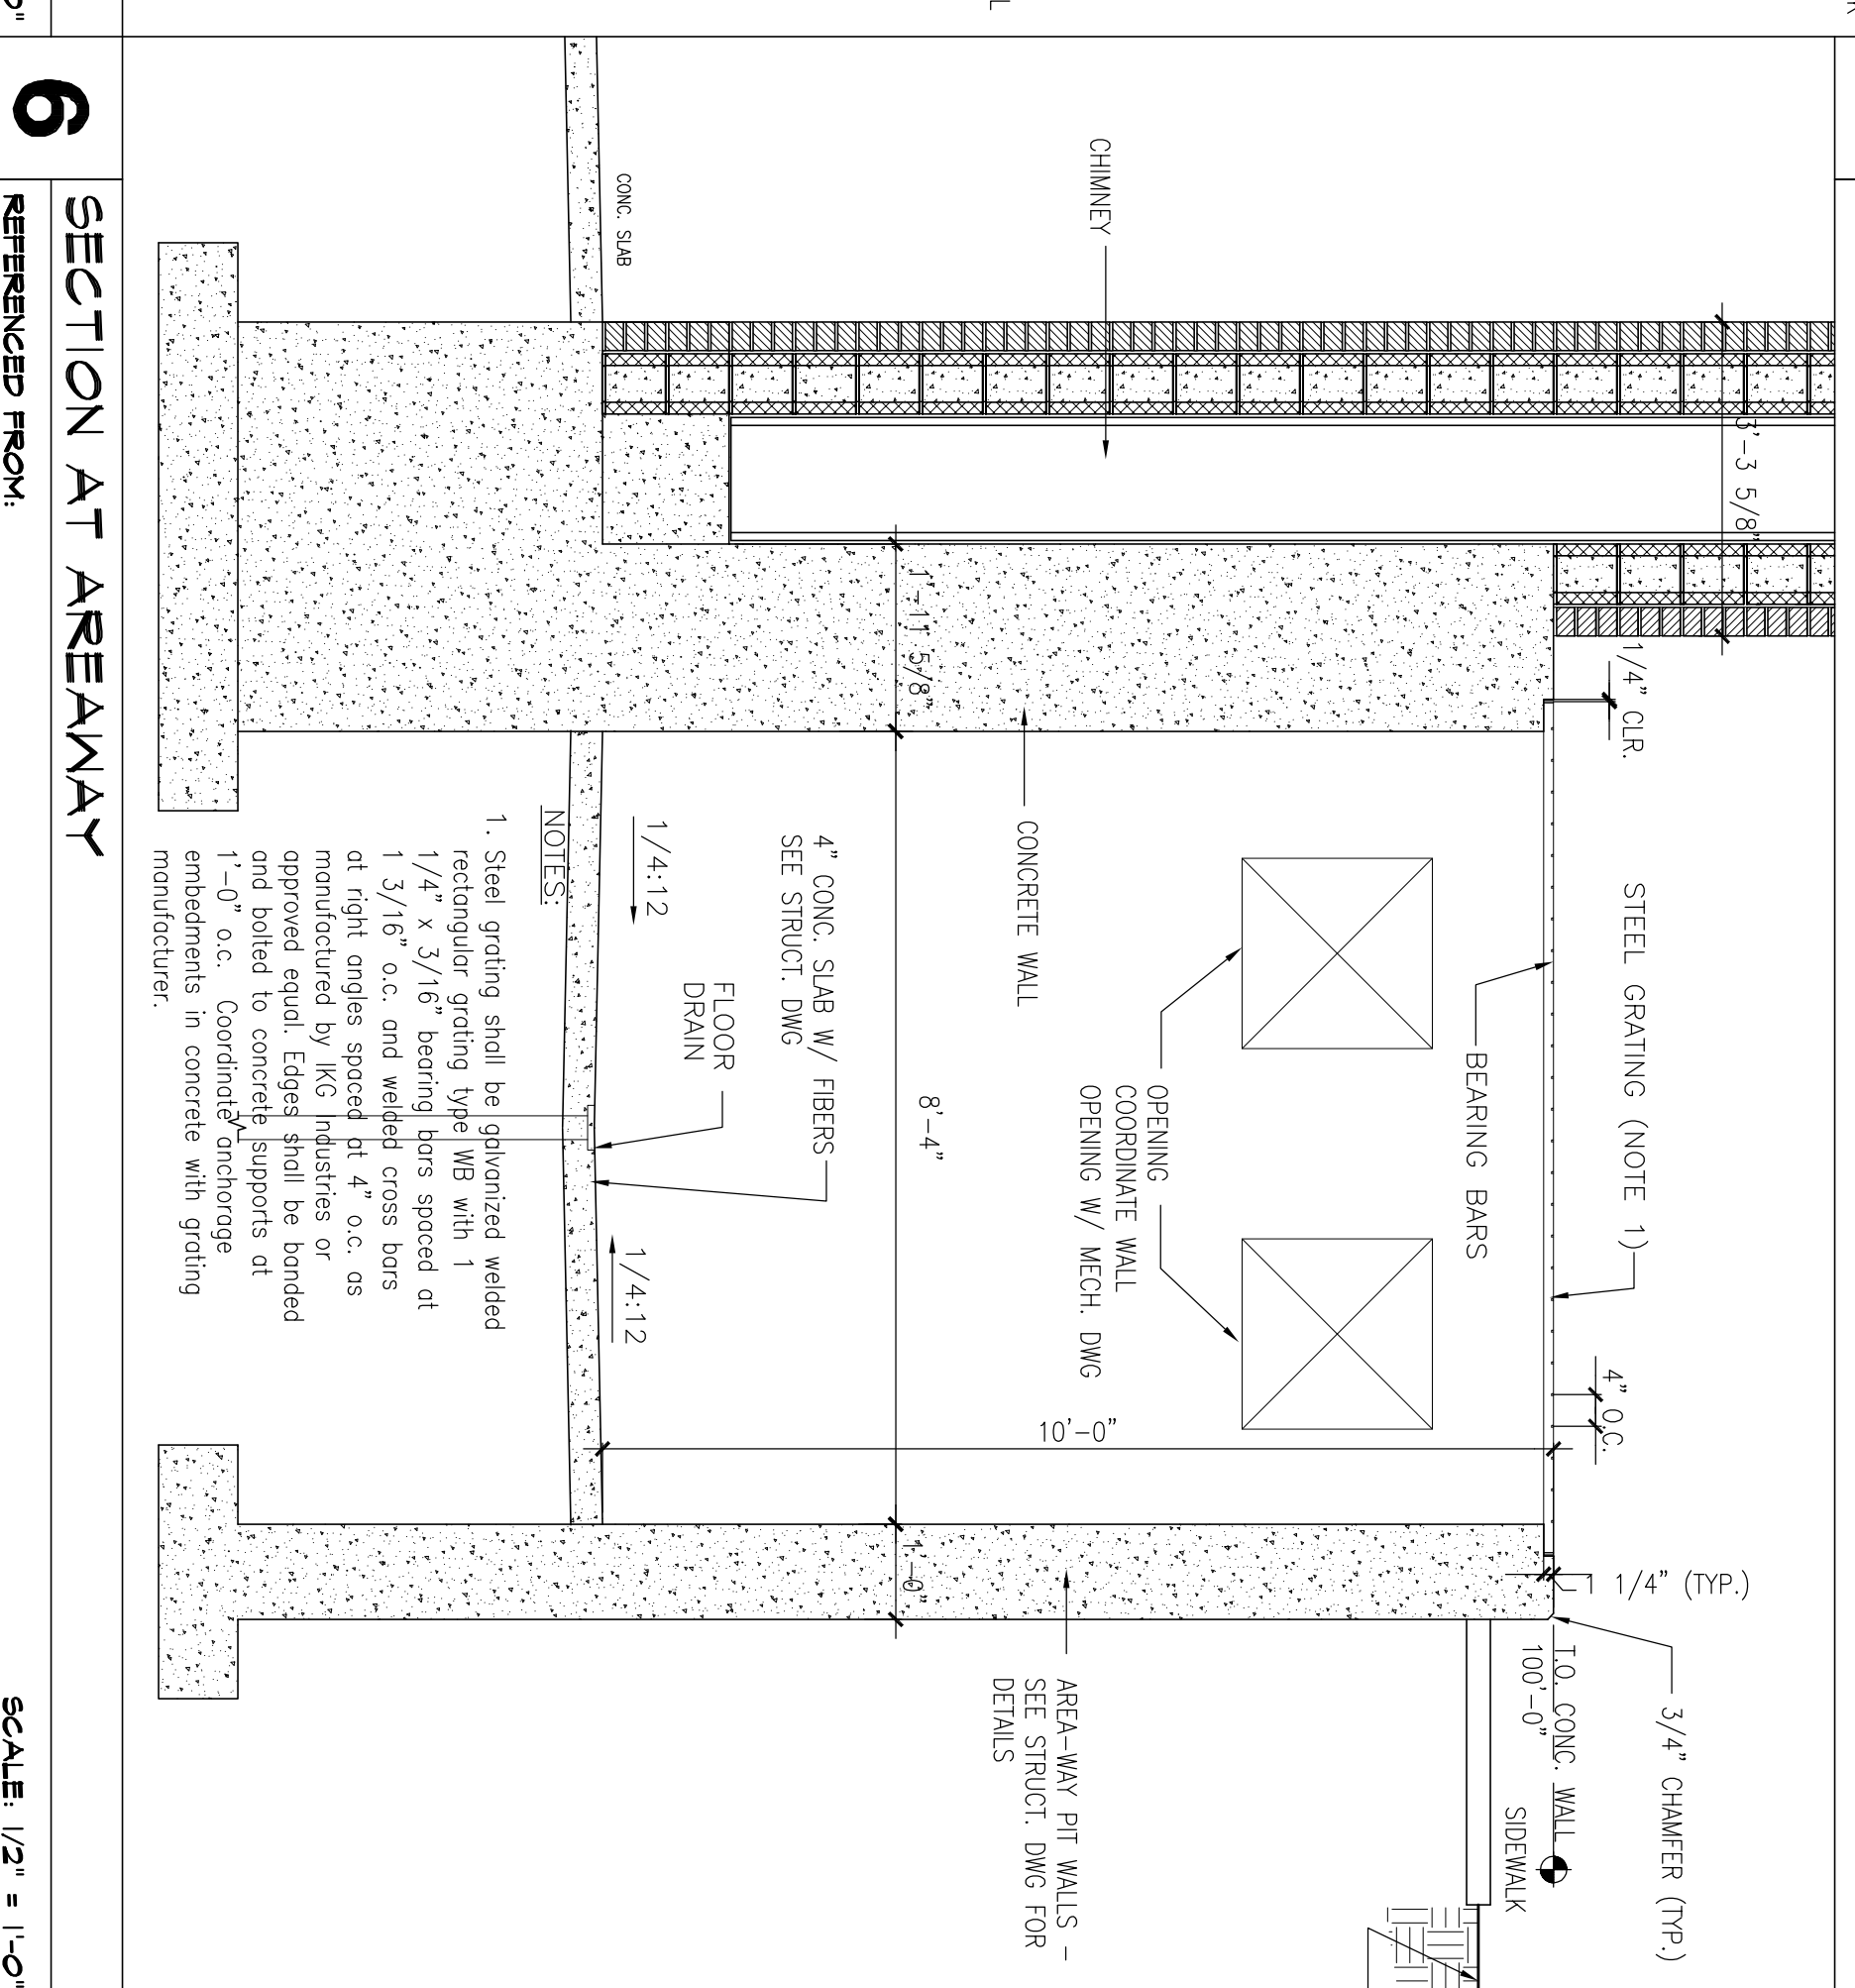 3'-3 5/8"
1/4" CLR.
STEEL GRATING (NOTE 1)
4" O.C.
1 1/4" (TYP.)
3/4" CHAMFER (TYP.)
T.O. CONC. WALL
100'-0"
SIDEWALK
BEARING BARS
CHIMNEY
OPENING
COORDINATE WALL
OPENING W/ MECH. DWG
10'-0"
CONCRETE WALL
AREA-WAY PIT WALLS -
SEE STRUCT. DWG FOR
DETAILS
1'-11 5/8"
8'-4"
1'-0"
4" CONC. SLAB W/ FIBERS
SEE STRUCT. DWG
FLOOR
DRAIN
CONC. SLAB
1/4:12
1/4:12
NOTES:
1. Steel grating shall be galvanized welded
rectangular grating type WB with 1
1/4" x 3/16" bearing bars spaced at
1 3/16" o.c. and welded cross bars
at right angles spaced at 4" o.c. as
manufactured by IKG Industries or
approved equal. Edges shall be banded
and bolted to concrete supports at
1'-0" o.c. Coordinate anchorage
embedments in concrete with grating
manufacturer.
6
SECTION AT AREAWAY
REFERENCED FROM:
SCALE: 1/2" = 1'-0"